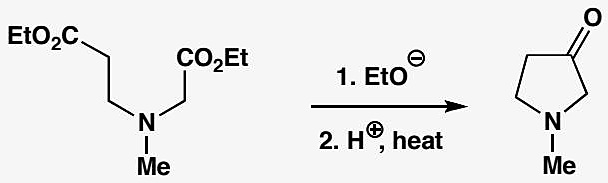 EtO₂C
CO₂Et
N
Me
1. EtO⊖
2. H⊕, heat
O
N
Me